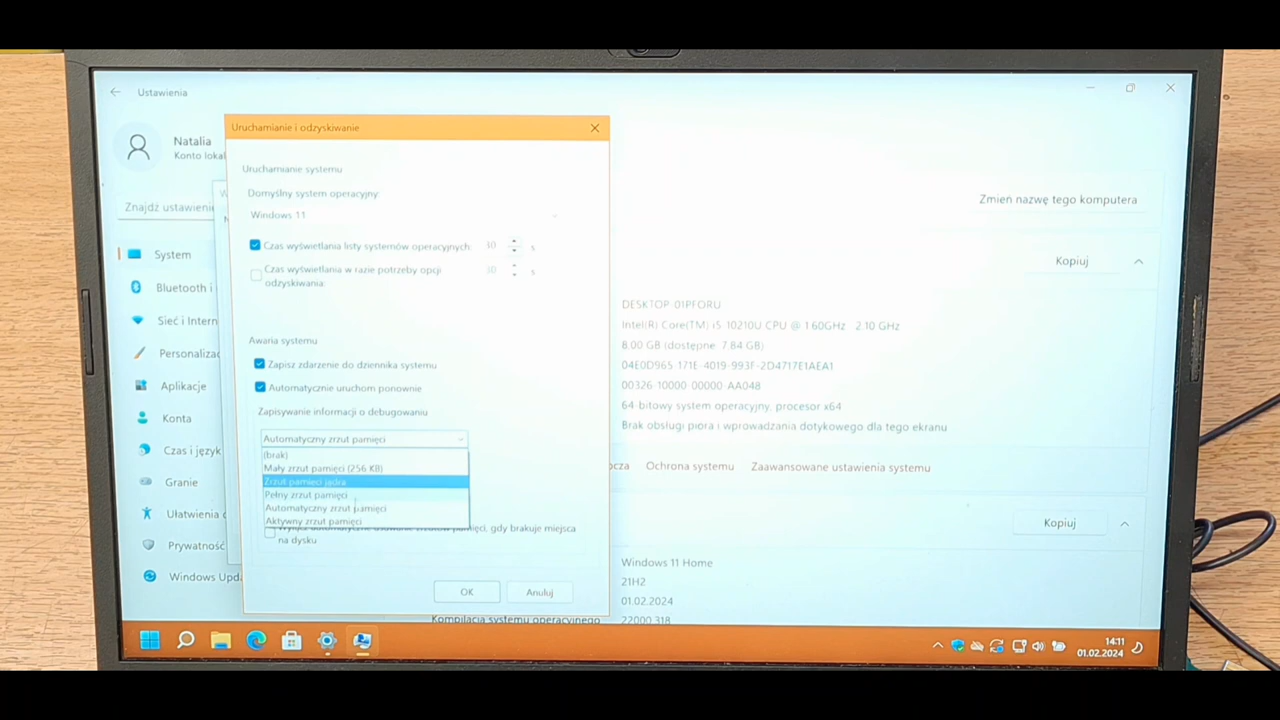 Ustawienia
Natalia
Konto lokal
Znajdź ustawieni
System
Bluetooth i
Sieć i Intern
Personalizac
Aplikacje
Konta
Czas i język
Granie
Ułatwienia d
Prywatność
Windows Upd
Uruchamianie i odzyskiwanie
Uruchamianie systemu
Domyślny system operacyjny:
Windows 11
Czas wyświetlania listy systemów operacyjnych: 30 s
Czas wyświetlania w razie potrzeby opcji 30 s
odzyskiwania:
Awaria systemu
Zapisz zdarzenie do dziennika systemu
Automatycznie uruchom ponownie
Zapisywanie informacji o debugowaniu
Automatyczny zrzut pamięci
(brak)
Mały zrzut pamięci (256 KB)
Zrzut pamięci jądra
Pełny zrzut pamięci
Automatyczny zrzut pamięci
Aktywny zrzut pamięci
gdy brakuje miejsca
na dysku
OK Anuluj
Zmień nazwę tego komputera
Kopiuj
DESKTOP-01PFORU
Intel(R) Core(TM) i5-10210U CPU @ 1.60GHz 2.10 GHz
8,00 GB (dostępne: 7,84 GB)
04E0D965-171E-4019-993F-2D4717E1AEA1
00326-10000-00000-AA048
64-bitowy system operacyjny, procesor x64
Brak obsługi pióra i wprowadzania dotykowego dla tego ekranu
ocza Ochrona systemu Zaawansowane ustawienia systemu
Kopiuj
Windows 11 Home
21H2
01.02.2024
Kompilacja systemu operacyjnego 22000.318
14:11
01.02.2024